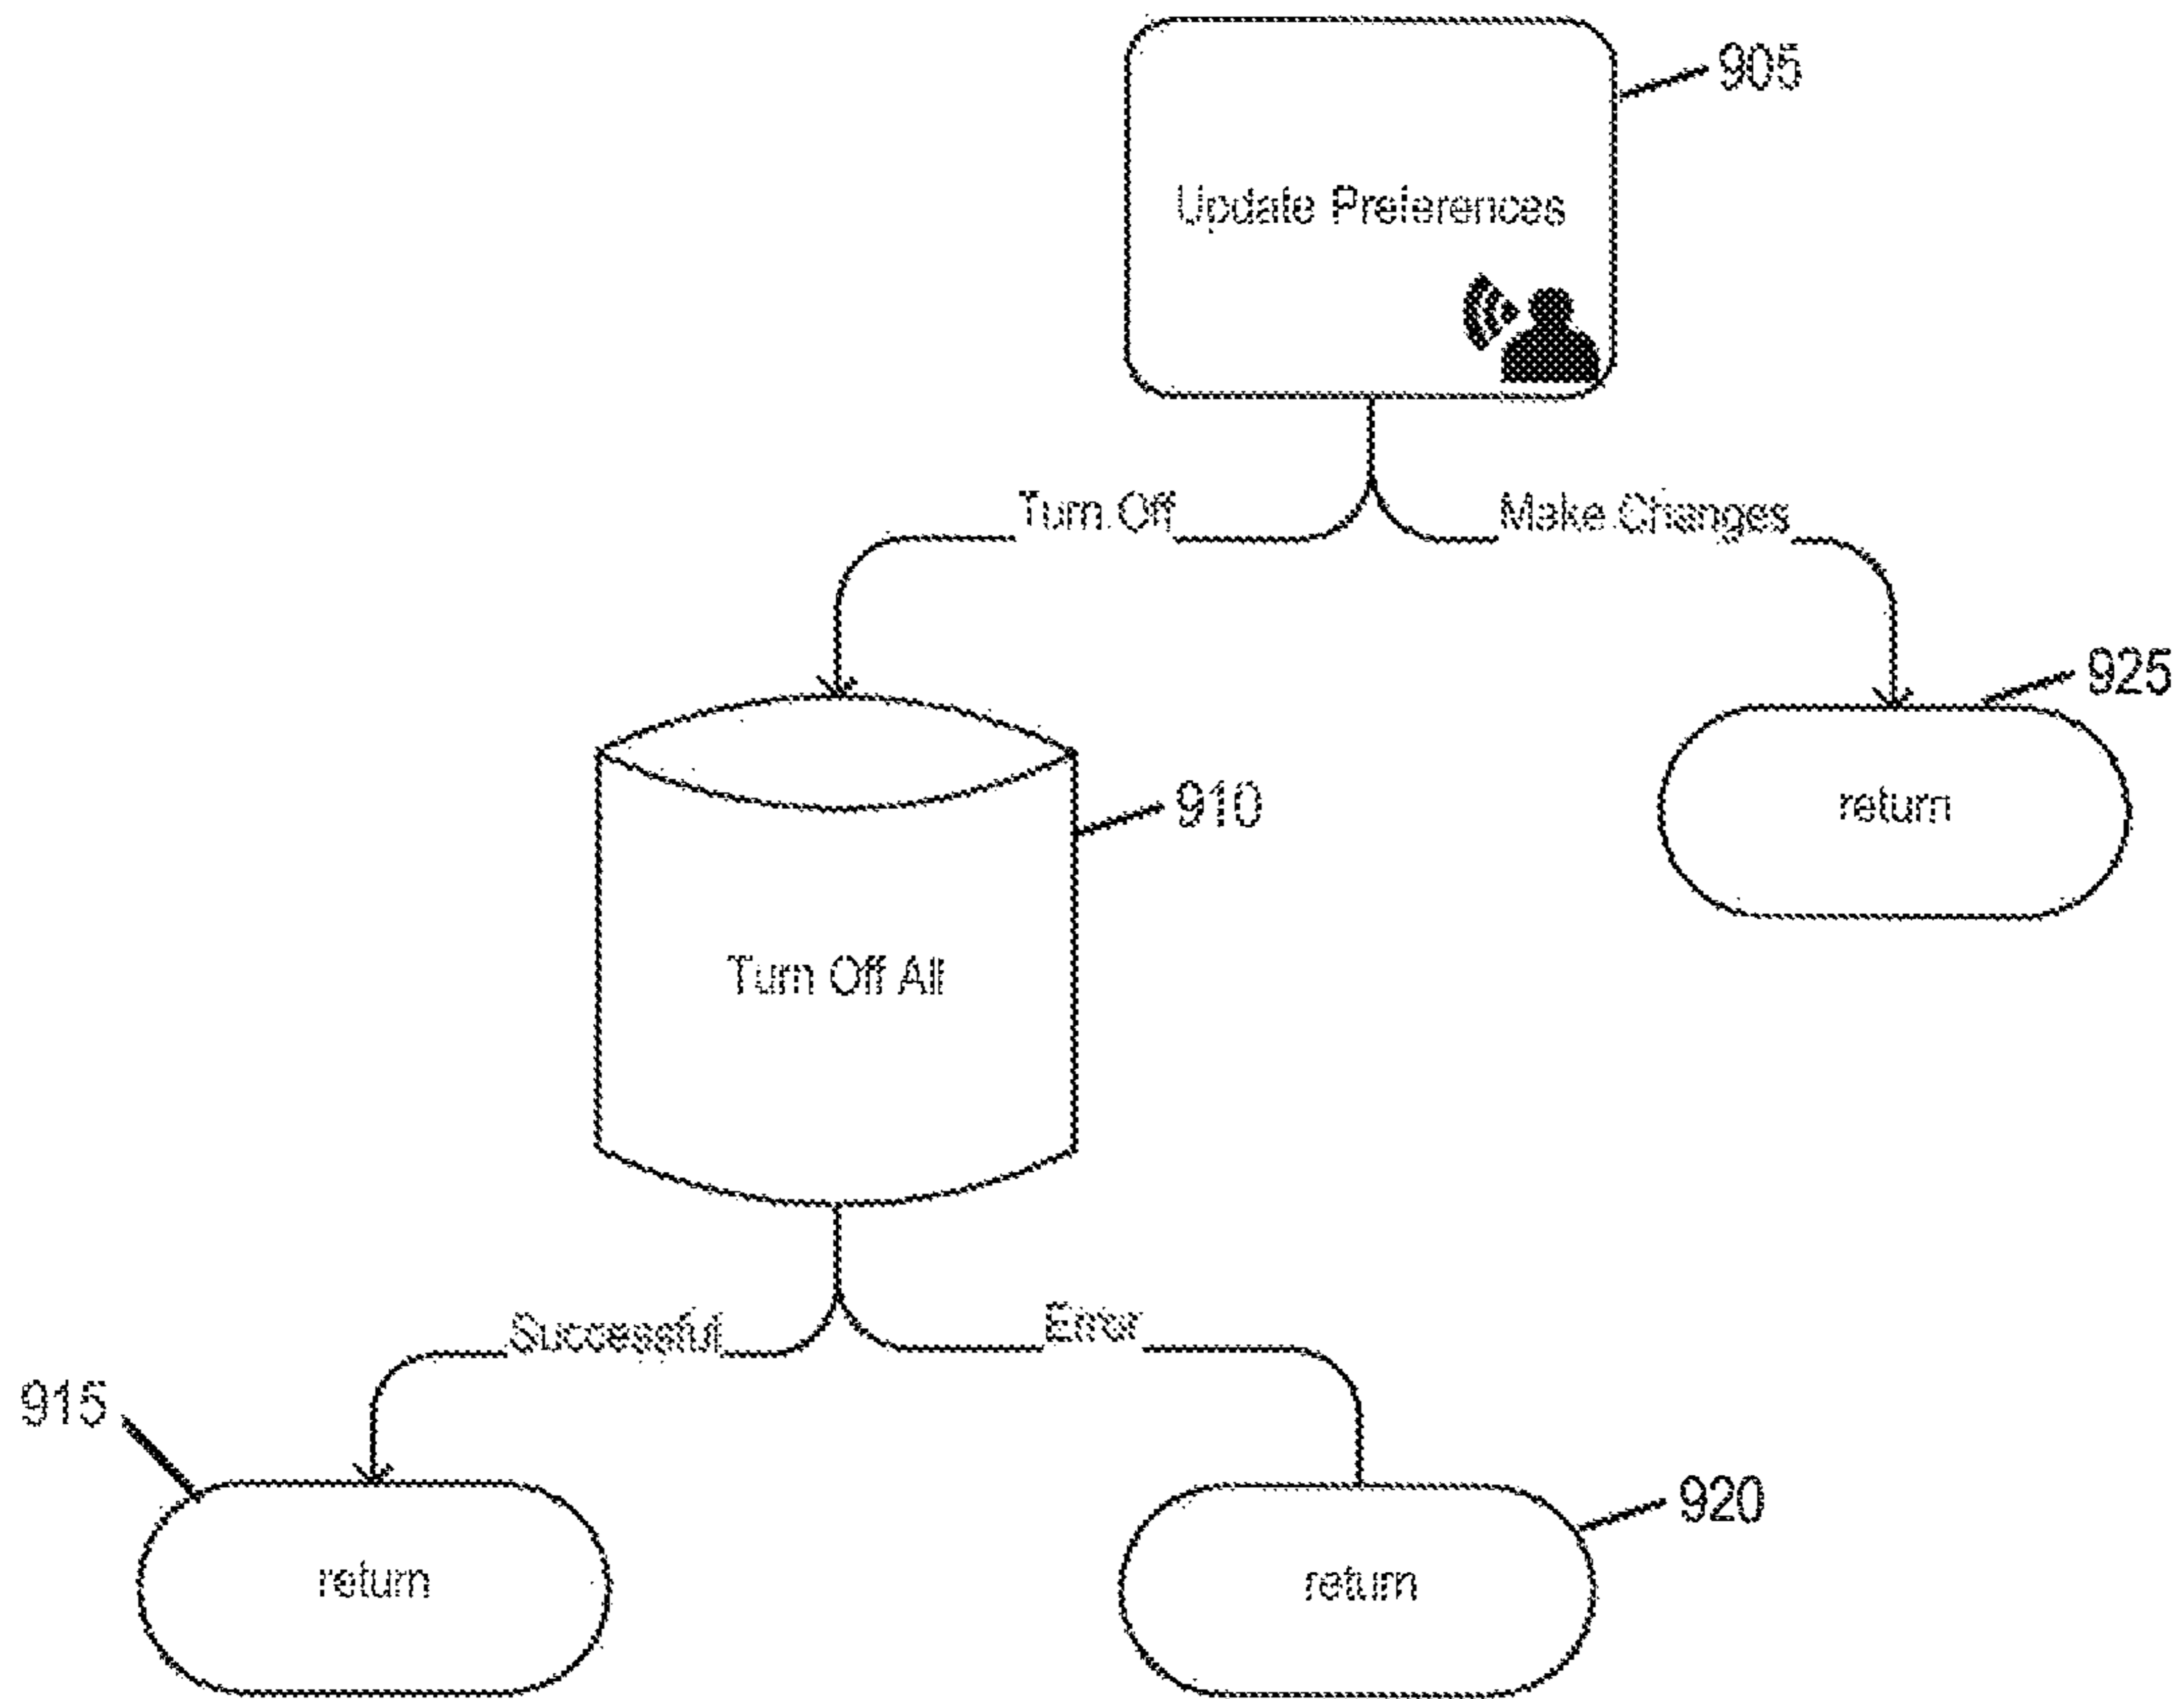 905
Update Preferences
Turn Off
Make Changes
925
return
910
Turn Off All
Successful
Error
915
920
return
return